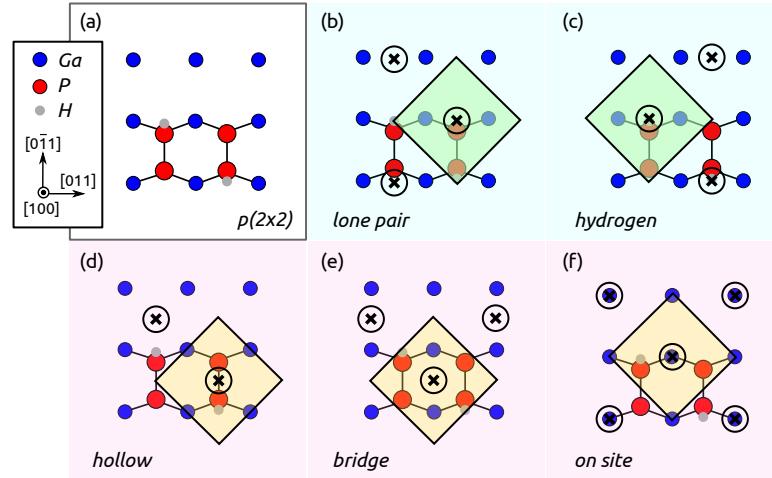 (a)
(b)
(c)
Ga
P
H
[01̄1]
[011]
[100]
p(2x2)
lone pair
hydrogen
(d)
(e)
(f)
hollow
bridge
on site